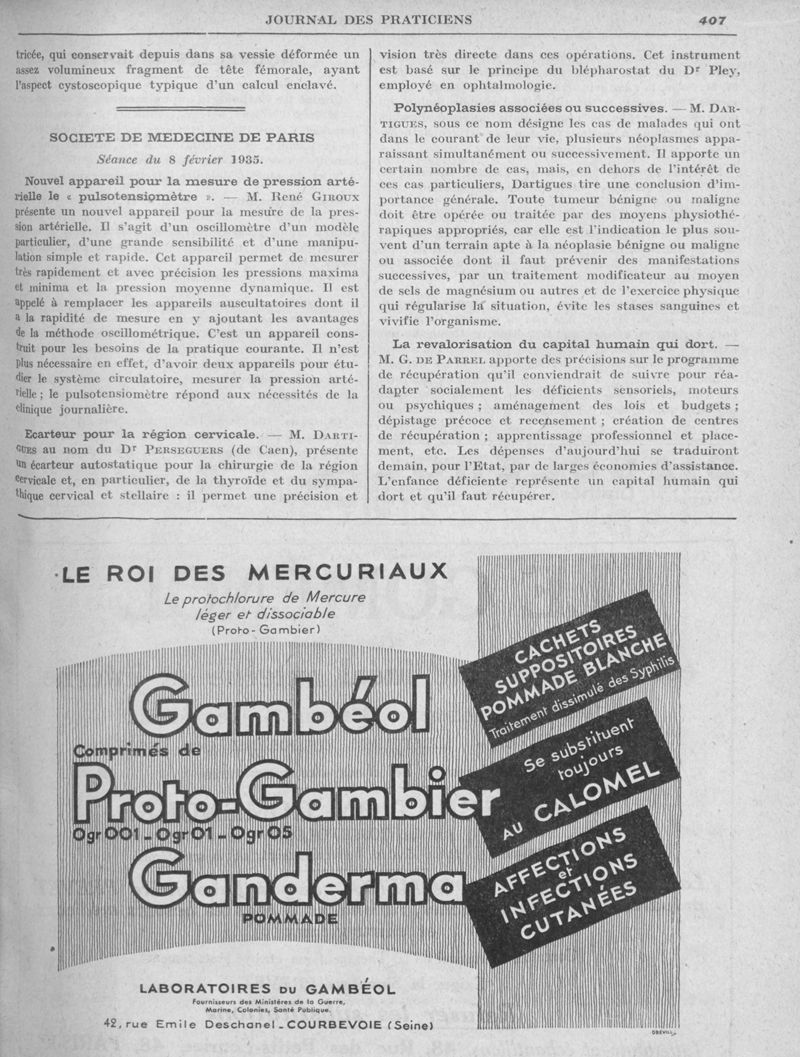 JOURNAL DES PRATICIENS 407
tricée, qui conservait depuis dans sa vessie déformée un
assez volumineux fragment de tête fémorale, ayant
l'aspect cystoscopique typique d'un calcul enclavé.
SOCIETE DE MEDECINE DE PARIS
Séance du 8 février 1935.
Nouvel appareil pour la mesure de pression arté-
rielle le « pulsotensiomètre ». — M. René GIROUX
présente un nouvel appareil pour la mesure de la pres-
sion artérielle. Il s'agit d'un oscillomètre d'un modèle
particulier, d'une grande sensibilité et d'une manipu-
lation simple et rapide. Cet appareil permet de mesurer
très rapidement et avec précision les pressions maxima
et minima et la pression moyenne dynamique. Il est
appelé à remplacer les appareils auscultatoires dont il
a la rapidité de mesure en y ajoutant les avantages
de la méthode oscillométrique. C'est un appareil cons-
truit pour les besoins de la pratique courante. Il n'est
plus nécessaire en effet, d'avoir deux appareils pour étu-
dier le système circulatoire, mesurer la pression arté-
rielle ; le pulsotensiomètre répond aux nécessités de la
clinique journalière.
Ecarteur pour la région cervicale. — M. DARTI-
GUES au nom du Dr PERSEGUERS (de Caen), présente
un écarteur autostatique pour la chirurgie de la région
cervicale et, en particulier, de la thyroïde et du sympa-
thique cervical et stellaire : il permet une précision et
vision très directe dans ces opérations. Cet instrument
est basé sur le principe du blépharostat du Dr Pley,
employé en ophtalmologie.
Polynéoplasies associées ou successives. — M. DAR-
TIGUES, sous ce nom désigne les cas de malades qui ont
dans le courant de leur vie, plusieurs néoplasmes appa-
raissant simultanément ou successivement. Il apporte un
certain nombre de cas, mais, en dehors de l'intérêt de
ces cas particuliers, Dartigues tire une conclusion d'im-
portance générale. Toute tumeur bénigne ou maligne
doit être opérée ou traitée par des moyens physiothé-
rapiques appropriés, car elle est l'indication le plus sou-
vent d'un terrain apte à la néoplasie bénigne ou maligne
ou associée dont il faut prévenir des manifestations
successives, par un traitement modificateur au moyen
de sels de magnésium ou autres et de l'exercice physique
qui régularise la situation, évite les stases sanguines et
vivifie l'organisme.
La revalorisation du capital humain qui dort. —
M. G. DE PARREL apporte des précisions sur le programme
de récupération qu'il conviendrait de suivre pour réa-
dapter socialement les déficients sensoriels, moteurs
ou psychiques ; aménagement des lois et budgets ;
dépistage précoce et recensement ; création de centres
de récupération ; apprentissage professionnel et place-
ment, etc. Les dépenses d'aujourd'hui se traduiront
demain, pour l'Etat, par de larges économies d'assistance.
L'enfance déficiente représente un capital humain qui
dort et qu'il faut récupérer.
LE ROI DES MERCURIAUX
Le protochlorure de Mercure
léger et dissociable
(Proto-Gambier)
Gambéol
CACHETS
SUPPOSITOIRES
POMMADE BLANCHE
Traitement dissimulé des Syphilis
Comprimés de
Proto-Gambier
0gr001_0gr01_0gr05
Se substituent
toujours
AU CALOMEL
Ganderma
POMMADE
AFFECTIONS
et
INFECTIONS
CUTANÉES
LABORATOIRES DU GAMBÉOL
Fournisseurs des Ministères de la Guerre,
Marine, Colonies, Santé Publique.
42, rue Emile Deschanel _ COURBEVOIE (Seine)